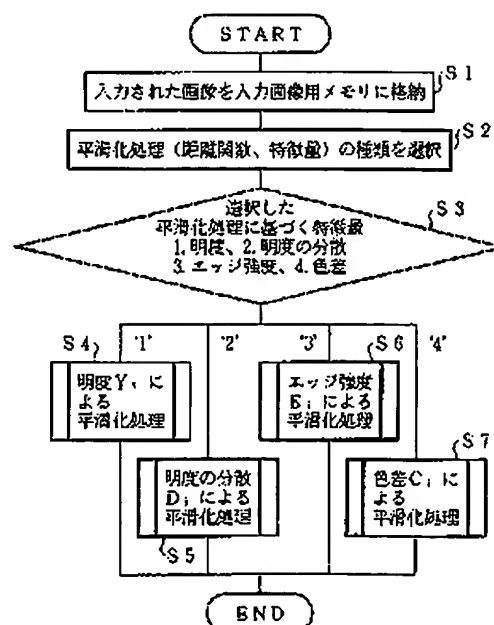 START
S1
入力された画像を入力画像用メモリに格納
S2
平滑化処理（距離関数、特徴量）の種類を選択
S3
選択した
平滑化処理に基づく特徴量
1.明度、2.明度の分散
3.エッジ強度、4.色差
S4
'1'
'2'
'3'
S6
'4'
明度Yiに
よる
平滑化処理
エッジ強度
Eiによる
平滑化処理
S7
明度の分散
Diによる
平滑化処理
色差Ciに
よる
平滑化処理
S5
END